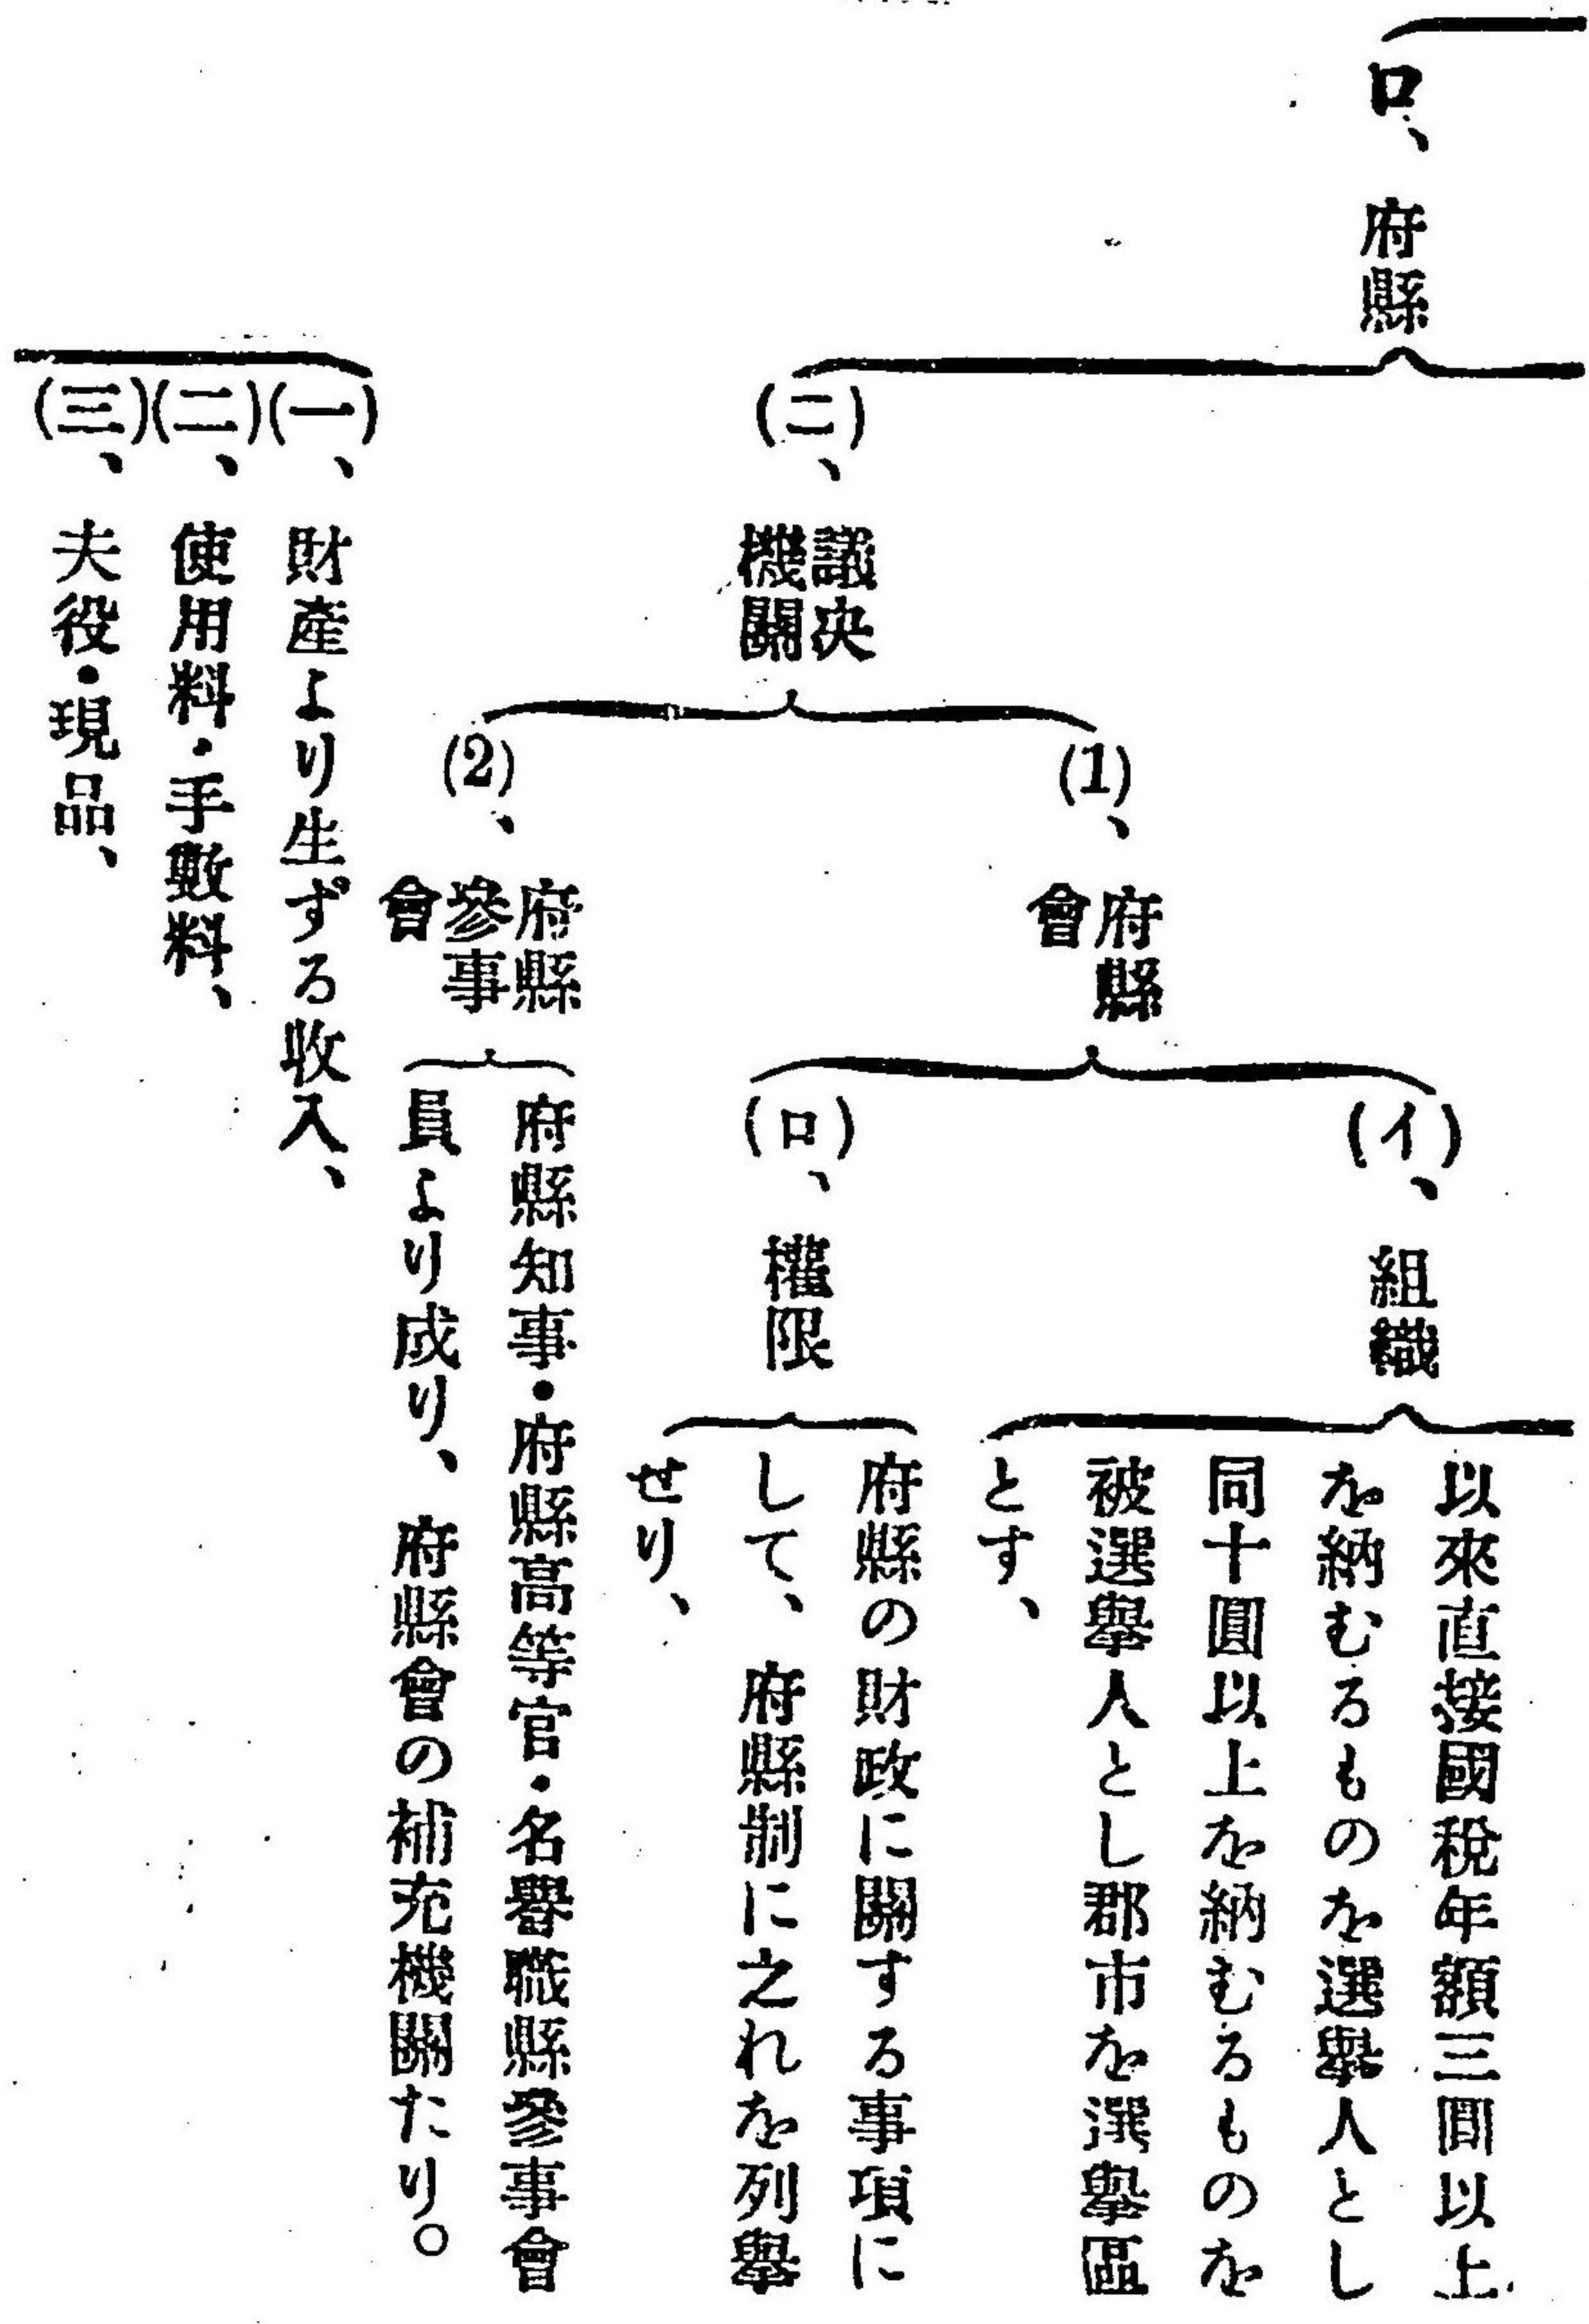 ロ、府縣
(二)、議決
機關
(1)、府縣
會
(イ)、組織
以來直接國稅年額三圓以上
を納むるものを選擧人とし
同十圓以上を納むるものを
被選擧人とし郡市を選擧區
とす、
(ロ)、權限
府縣の財政に關する事項に
して、府縣制に之れを列擧
せり、
(2)、府縣
參事
會
府縣知事・府縣高等官・名譽職縣參事會
員より成り、府縣會の補充機關たり。
(一)、財產より生ずる收入、
(二)、使用料・手數料、
(三)、夫役・現品、